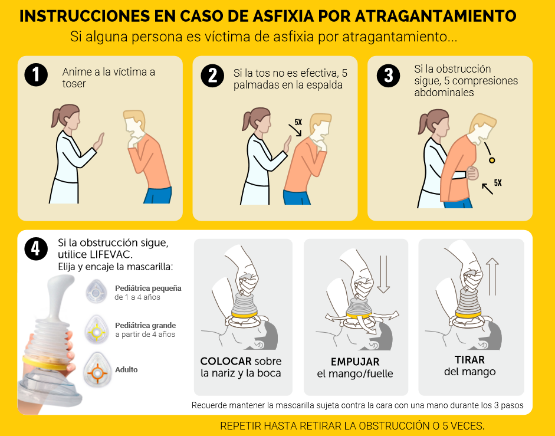 INSTRUCCIONES EN CASO DE ASFIXIA POR ATRAGANTAMIENTO
Si alguna persona es víctima de asfixia por atragantamiento...
1
Anime a la víctima a
toser
2
Si la tos no es efectiva, 5
palmadas en la espalda
5X
3
Si la obstrucción
sigue, 5 compresiones
abdominales
5X
4
Si la obstrucción sigue,
utilice LIFEVAC.
Elija y encaje la mascarilla:
Pediátrica pequeña
de 1 a 4 años
Pediátrica grande
a partir de 4 años
Adulto
COLOCAR sobre
la nariz y la boca
EMPUJAR
el mango/fuelle
TIRAR
del mango
Recuerde mantener la mascarilla sujeta contra la cara con una mano durante los 3 pasos
REPETIR HASTA RETIRAR LA OBSTRUCCIÓN O 5 VECES.